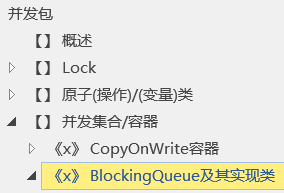 并发包
【】 概述
【】 Lock
【】 原子(操作)/(变量)类
【】 并发集合/容器
《x》 CopyOnWrite容器
《x》 BlockingQueue及其实现类